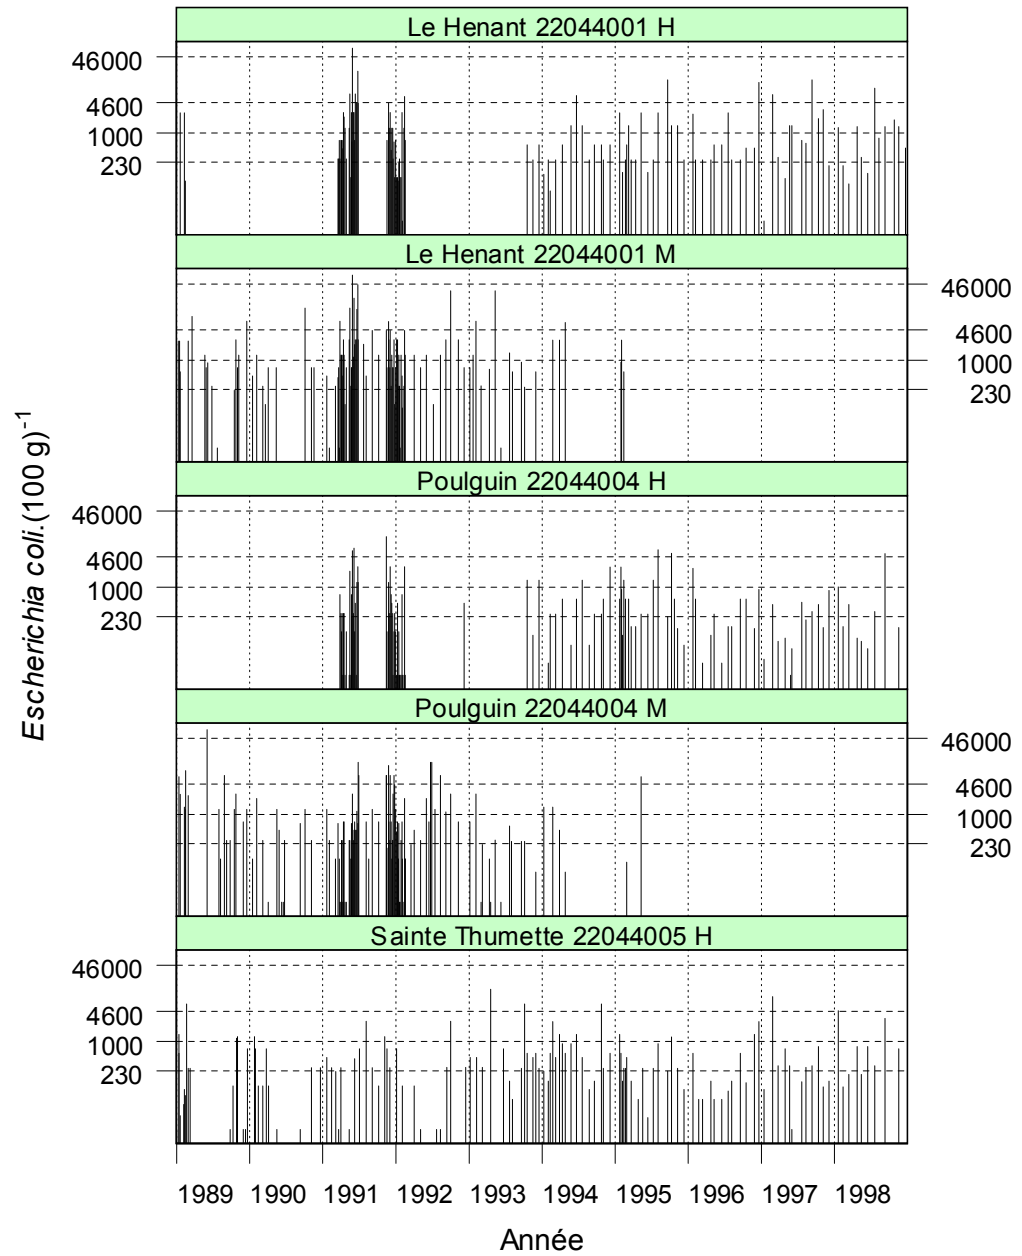 Le Henant 22044001 H
46000
4600
1000
230
Le Henant 22044001 M
46000
4600
1000
230
Poulguin 22044004 H
46000
4600
1000
230
Poulguin 22044004 M
46000
4600
1000
230
Sainte Thumette 22044005 H
46000
4600
1000
230
Escherichia coli.(100 g)⁻¹
1989 1990 1991 1992 1993 1994 1995 1996 1997 1998
Année